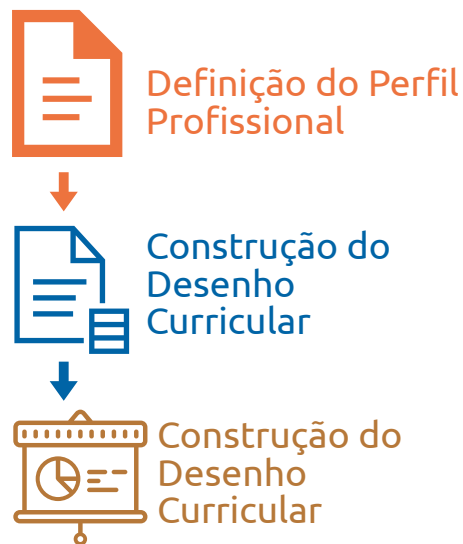 Definição do Perfil
Profissional
Construção do
Desenho
Curricular
Construção do
Desenho
Curricular